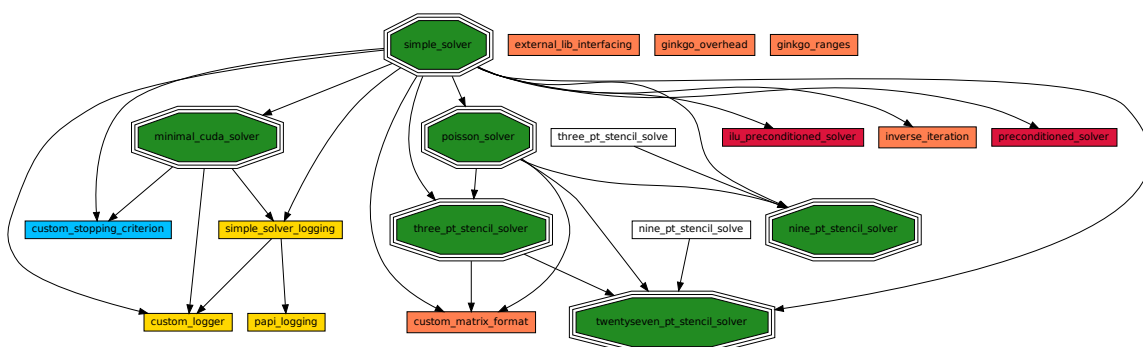 simple_solver
external_lib_interfacing
ginkgo_overhead
ginkgo_ranges
minimal_cuda_solver
poisson_solver
three_pt_stencil_solve
ilu_preconditioned_solver
inverse_iteration
preconditioned_solver
custom_stopping_criterion
simple_solver_logging
three_pt_stencil_solver
nine_pt_stencil_solve
nine_pt_stencil_solver
custom_logger
papi_logging
custom_matrix_format
twentyseven_pt_stencil_solver